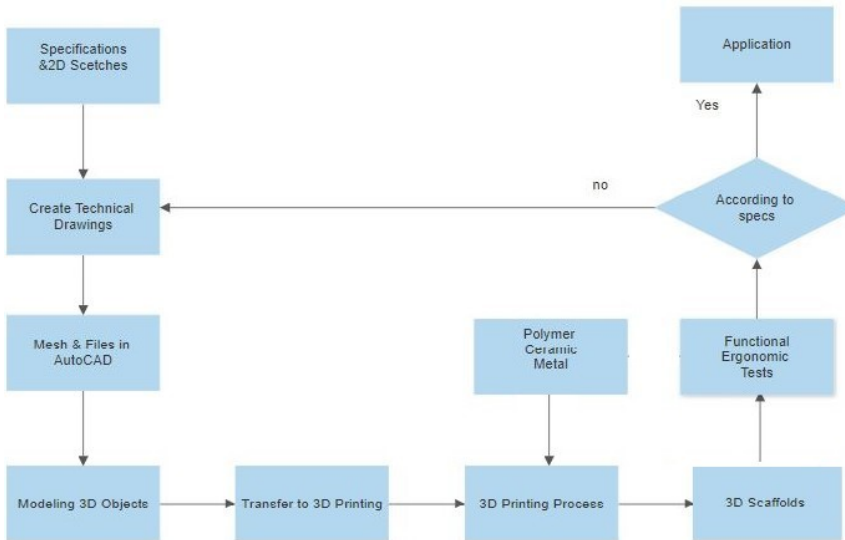 Specifications
&2D Scetches
Application
Yes
no
According to
specs
Create Technical
Drawings
Mesh & Files in
AutoCAD
Polymer
Ceramic
Metal
Functional
Ergonomic
Tests
Modeling 3D Objects
Transfer to 3D Printing
3D Printing Process
3D Scaffolds